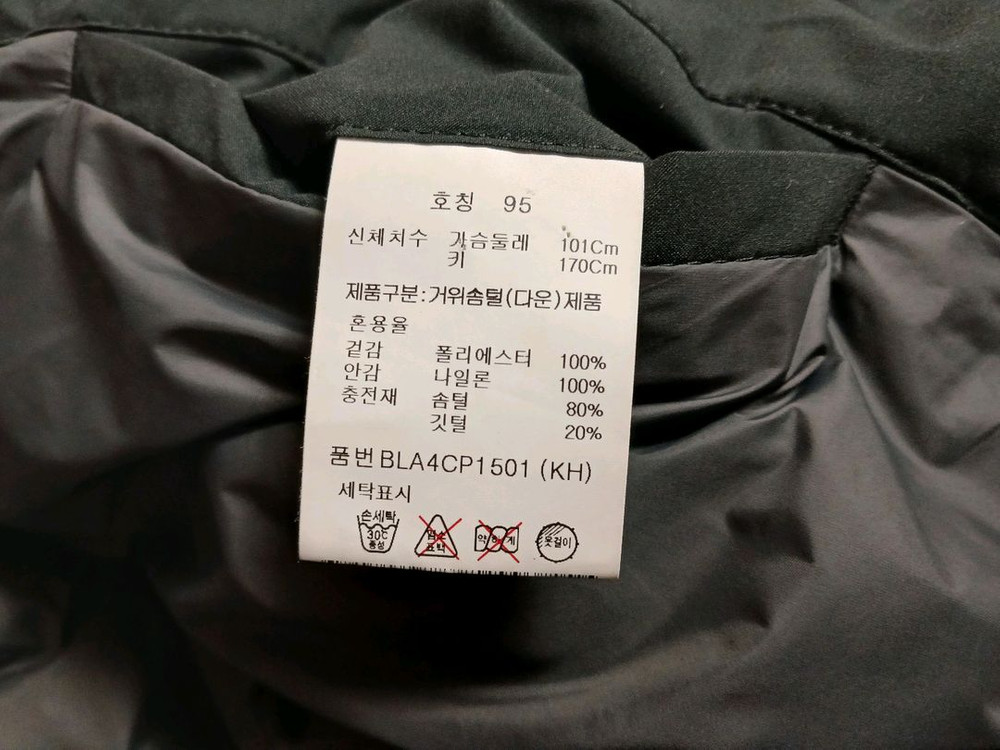 호칭 95
신체치수 가슴둘레 101Cm
키 170Cm
제품구분:거위솜털(다운)제품
혼용율
겉감 폴리에스터 100%
안감 나일론 100%
충전재 솜털 80%
깃털 20%
품번 BLA4CP1501 (KH)
세탁표시
손세탁
30℃
중성
염소
표백
약하게
옷걸이